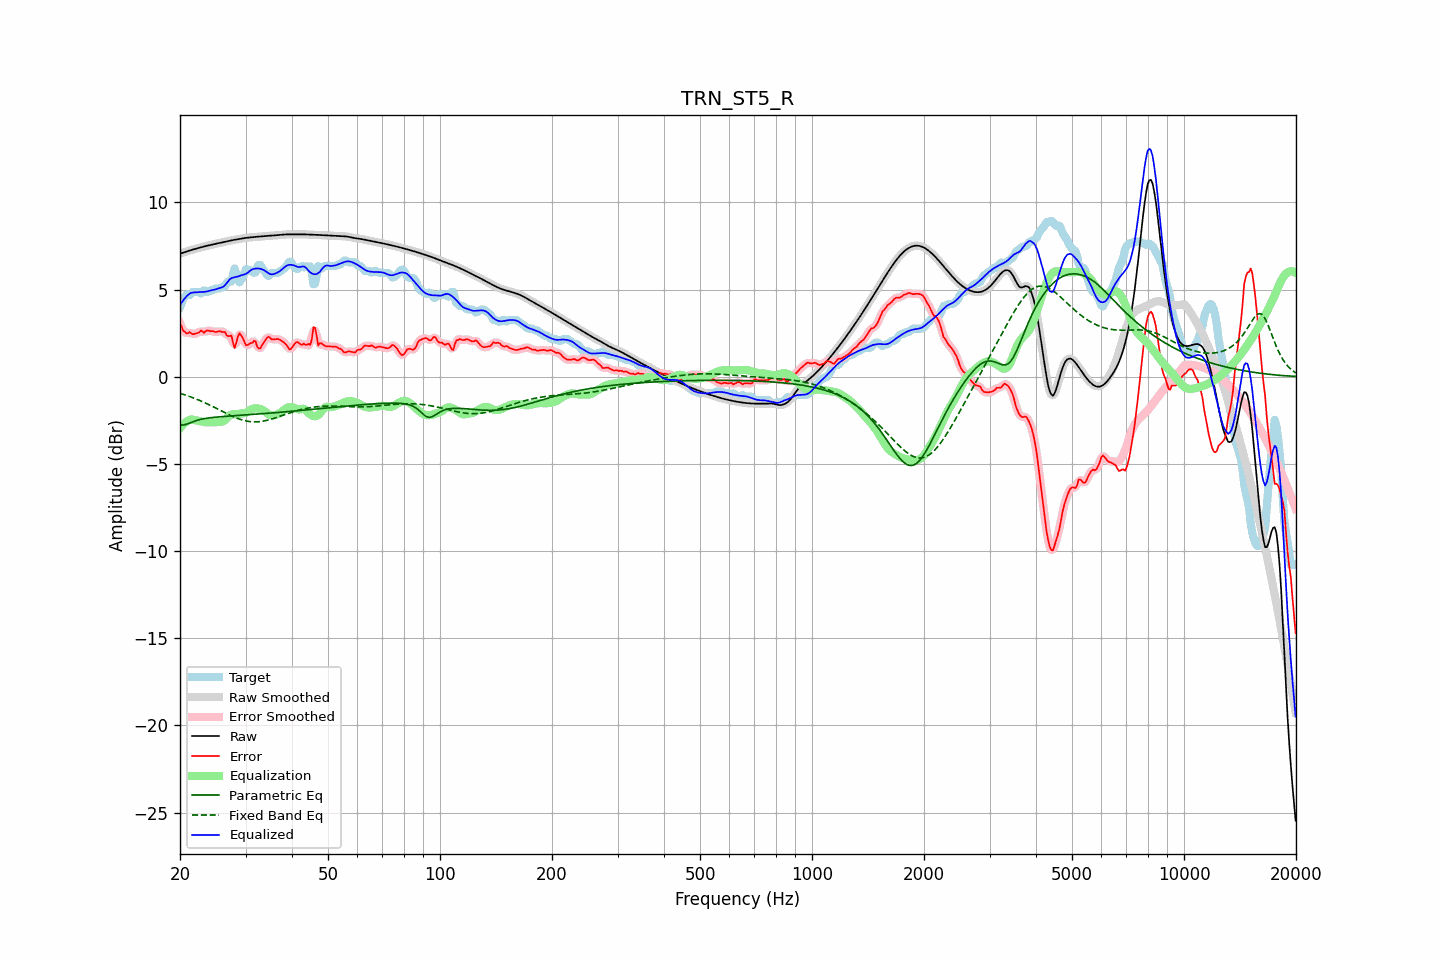 TRN_ST5_R
Amplitude (dBr)
10
5
0
−5
−10
−15
−20
−25
Target
Raw Smoothed
Error Smoothed
Raw
Error
Equalization
Parametric Eq
Fixed Band Eq
Equalized
20 50 100 200 500 1000 2000 5000 10000 20000
Frequency (Hz)